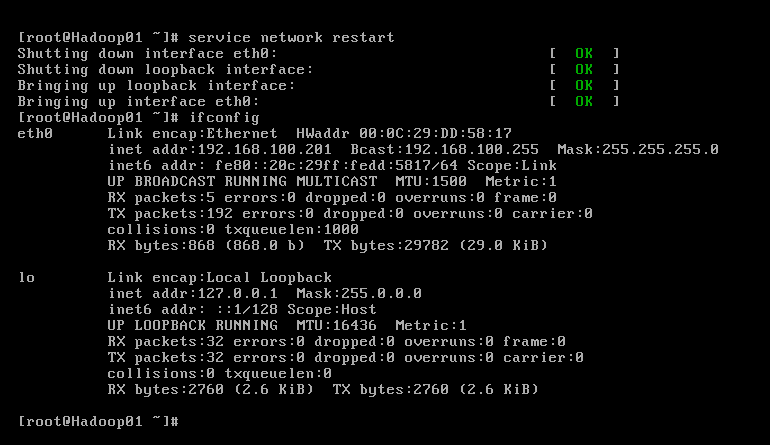 [root@Hadoop01 ~]# service network restart
Shutting down interface eth0:                              [  OK  ]
Shutting down loopback interface:                          [  OK  ]
Bringing up loopback interface:                            [  OK  ]
Bringing up interface eth0:                                [  OK  ]
[root@Hadoop01 ~]# ifconfig
eth0      Link encap:Ethernet  HWaddr 00:0C:29:DD:58:17
          inet addr:192.168.100.201  Bcast:192.168.100.255  Mask:255.255.255.0
          inet6 addr: fe80::20c:29ff:fedd:5817/64 Scope:Link
          UP BROADCAST RUNNING MULTICAST  MTU:1500  Metric:1
          RX packets:5 errors:0 dropped:0 overruns:0 frame:0
          TX packets:192 errors:0 dropped:0 overruns:0 carrier:0
          collisions:0 txqueuelen:1000
          RX bytes:868 (868.0 b)  TX bytes:29782 (29.0 KiB)

lo        Link encap:Local Loopback
          inet addr:127.0.0.1  Mask:255.0.0.0
          inet6 addr: ::1/128 Scope:Host
          UP LOOPBACK RUNNING  MTU:16436  Metric:1
          RX packets:32 errors:0 dropped:0 overruns:0 frame:0
          TX packets:32 errors:0 dropped:0 overruns:0 carrier:0
          collisions:0 txqueuelen:0
          RX bytes:2760 (2.6 KiB)  TX bytes:2760 (2.6 KiB)

[root@Hadoop01 ~]#